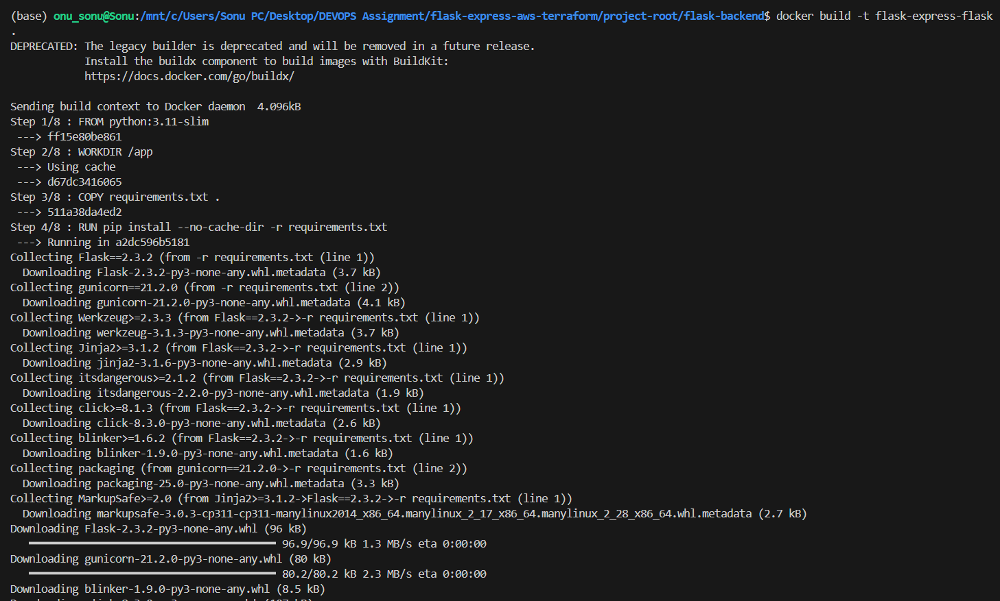 (base) onu_sonu@Sonu:/mnt/c/Users/Sonu PC/Desktop/DEVOPS Assignment/flask-express-aws-terraform/project-root/flask-backend$ docker build -t flask-express-flask
.
DEPRECATED: The legacy builder is deprecated and will be removed in a future release.
            Install the buildx component to build images with BuildKit:
            https://docs.docker.com/go/buildx/

Sending build context to Docker daemon  4.096kB
Step 1/8 : FROM python:3.11-slim
 ---> ff15e80be861
Step 2/8 : WORKDIR /app
 ---> Using cache
 ---> d67dc3416065
Step 3/8 : COPY requirements.txt .
 ---> 511a38da4ed2
Step 4/8 : RUN pip install --no-cache-dir -r requirements.txt
 ---> Running in a2dc596b5181
Collecting Flask==2.3.2 (from -r requirements.txt (line 1))
  Downloading Flask-2.3.2-py3-none-any.whl.metadata (3.7 kB)
Collecting gunicorn==21.2.0 (from -r requirements.txt (line 2))
  Downloading gunicorn-21.2.0-py3-none-any.whl.metadata (4.1 kB)
Collecting Werkzeug>=2.3.3 (from Flask==2.3.2->-r requirements.txt (line 1))
  Downloading werkzeug-3.1.3-py3-none-any.whl.metadata (3.7 kB)
Collecting Jinja2>=3.1.2 (from Flask==2.3.2->-r requirements.txt (line 1))
  Downloading jinja2-3.1.6-py3-none-any.whl.metadata (2.9 kB)
Collecting itsdangerous>=2.1.2 (from Flask==2.3.2->-r requirements.txt (line 1))
  Downloading itsdangerous-2.2.0-py3-none-any.whl.metadata (1.9 kB)
Collecting click>=8.1.3 (from Flask==2.3.2->-r requirements.txt (line 1))
  Downloading click-8.3.0-py3-none-any.whl.metadata (2.6 kB)
Collecting blinker>=1.6.2 (from Flask==2.3.2->-r requirements.txt (line 1))
  Downloading blinker-1.9.0-py3-none-any.whl.metadata (1.6 kB)
Collecting packaging (from gunicorn==21.2.0->-r requirements.txt (line 2))
  Downloading packaging-25.0-py3-none-any.whl.metadata (3.3 kB)
Collecting MarkupSafe>=2.0 (from Jinja2>=3.1.2->Flask==2.3.2->-r requirements.txt (line 1))
  Downloading markupsafe-3.0.3-cp311-cp311-manylinux2014_x86_64.manylinux_2_17_x86_64.manylinux_2_28_x86_64.whl.metadata (2.7 kB)
Downloading Flask-2.3.2-py3-none-any.whl (96 kB)
96.9/96.9 kB 1.3 MB/s eta 0:00:00
Downloading gunicorn-21.2.0-py3-none-any.whl (80 kB)
80.2/80.2 kB 2.3 MB/s eta 0:00:00
Downloading blinker-1.9.0-py3-none-any.whl (8.5 kB)